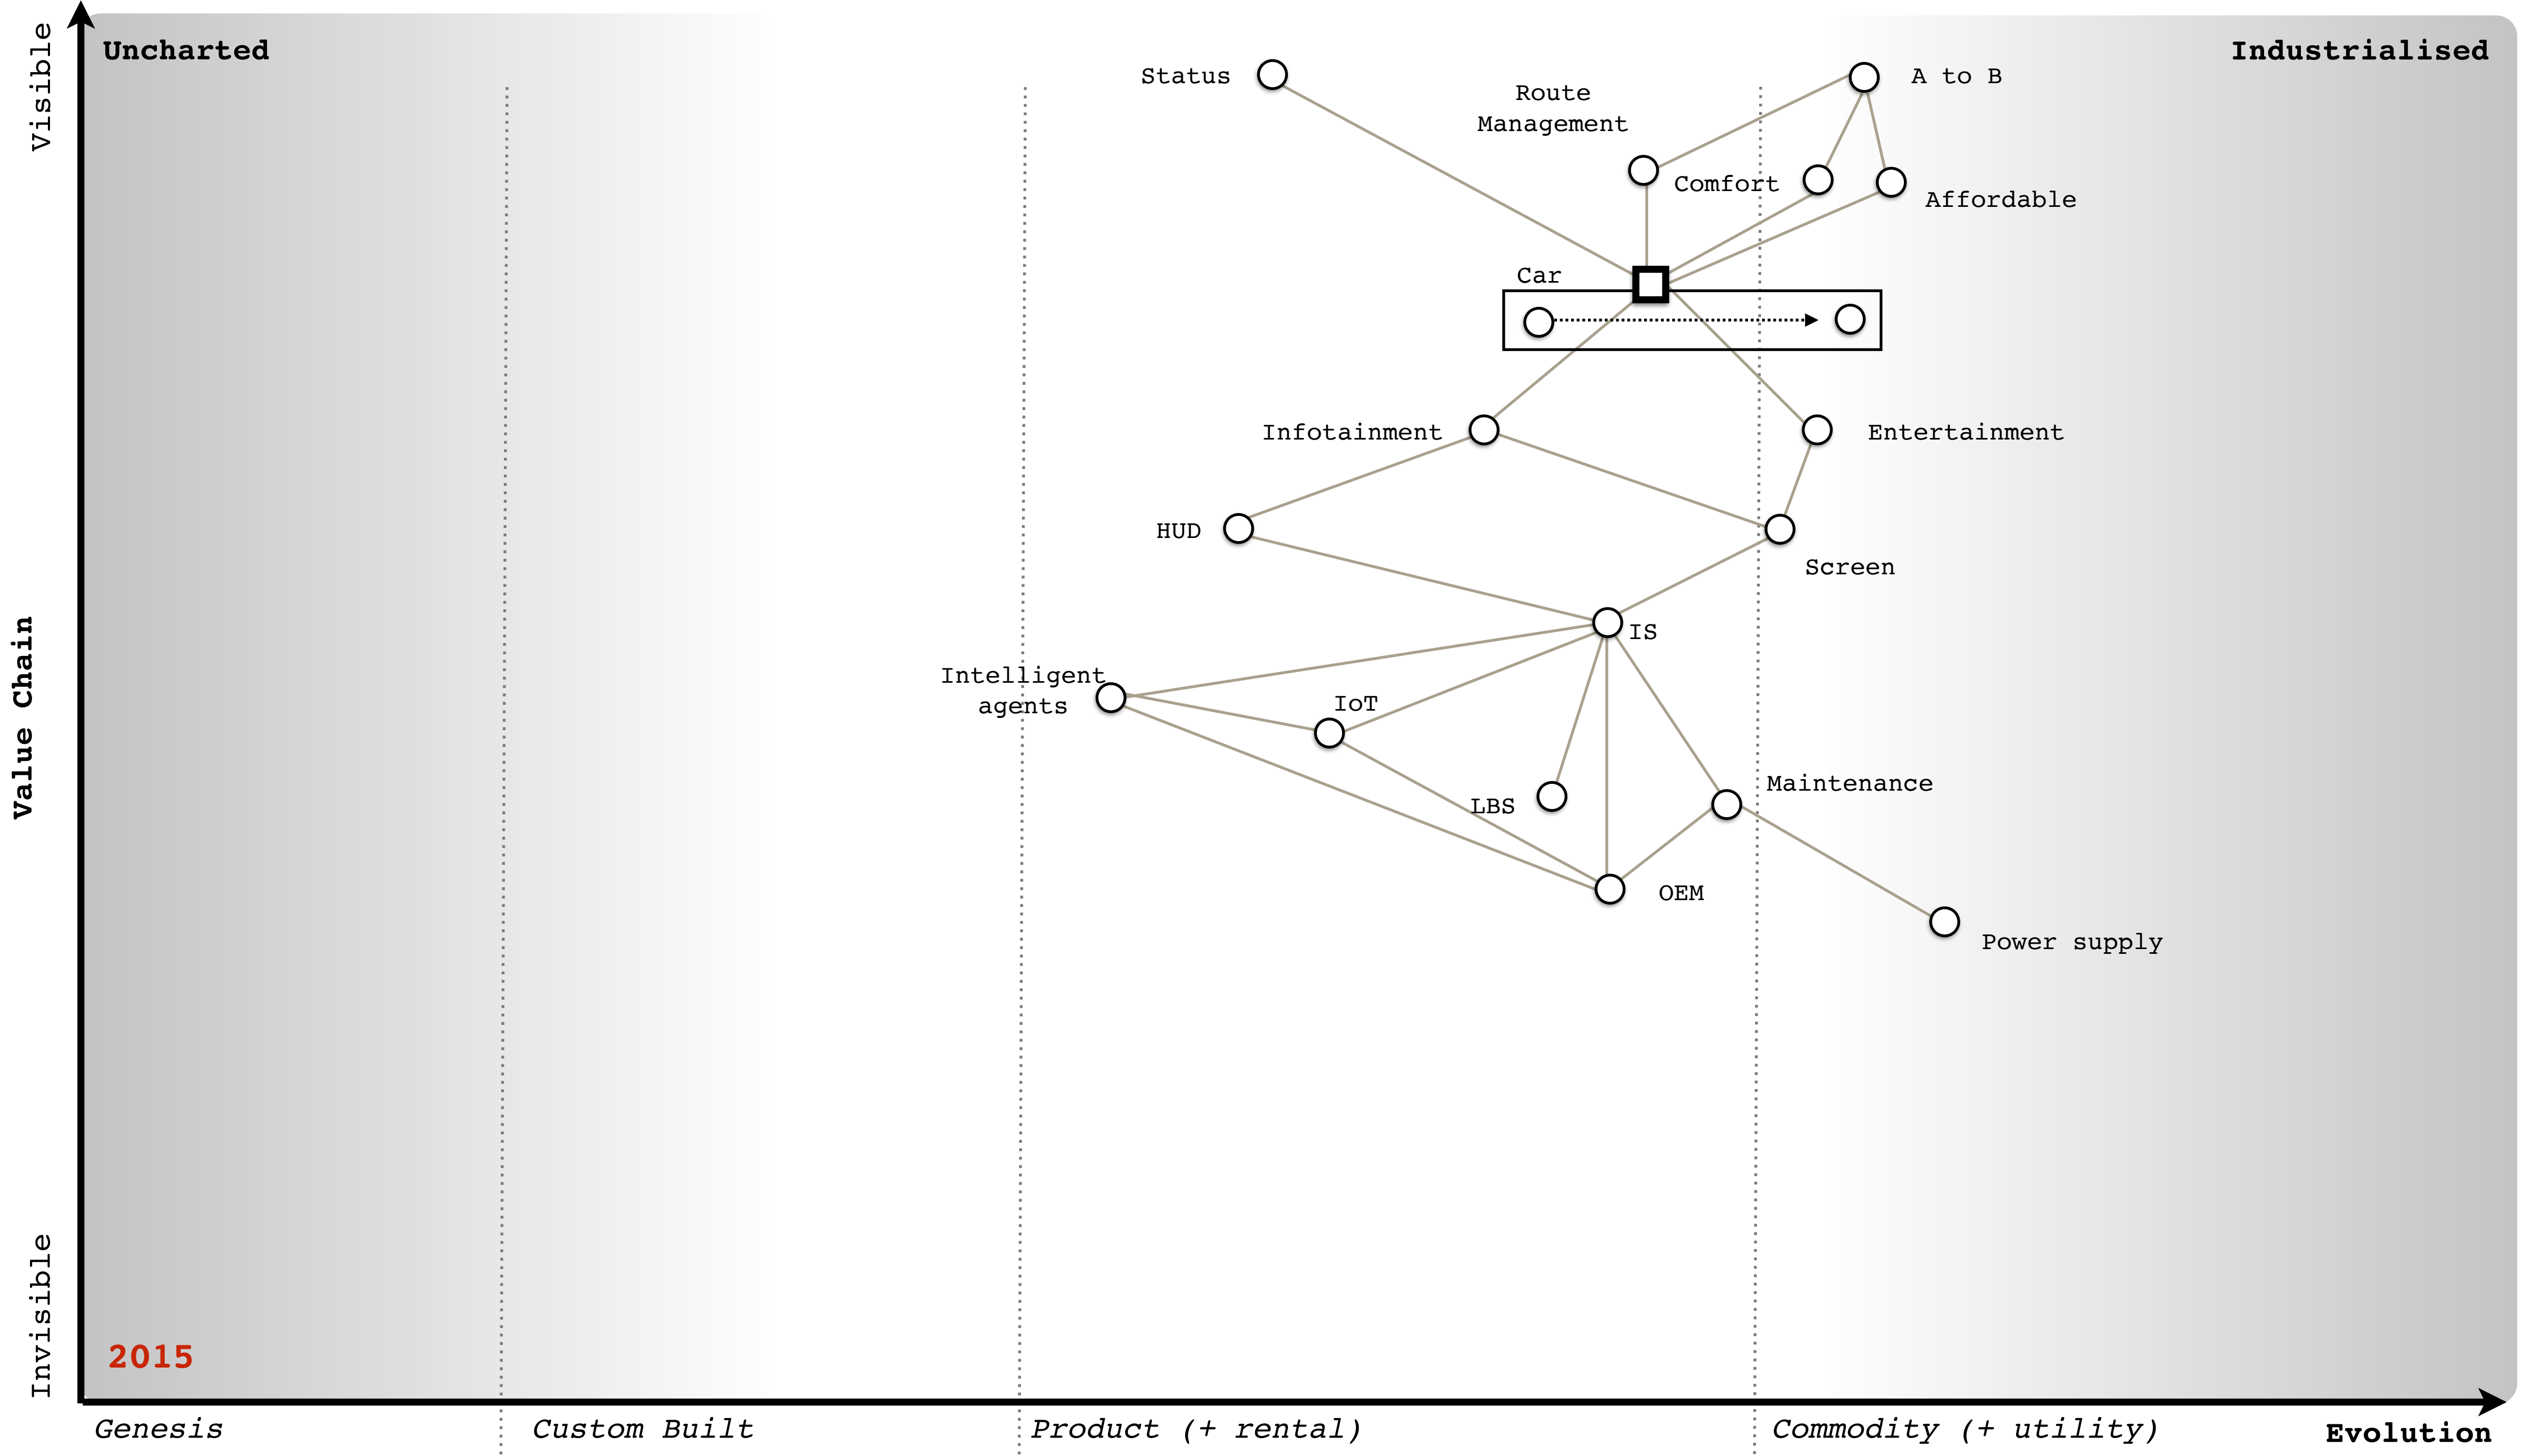 Visible
Uncharted
Industrialised
Status
A to B
Route
Management
Comfort
Affordable
Car
Infotainment
Entertainment
HUD
Screen
IS
Value Chain
Intelligent
agents
IoT
Maintenance
LBS
OEM
Power supply
Invisible
2015
Genesis
Custom Built
Product (+ rental)
Commodity (+ utility)
Evolution